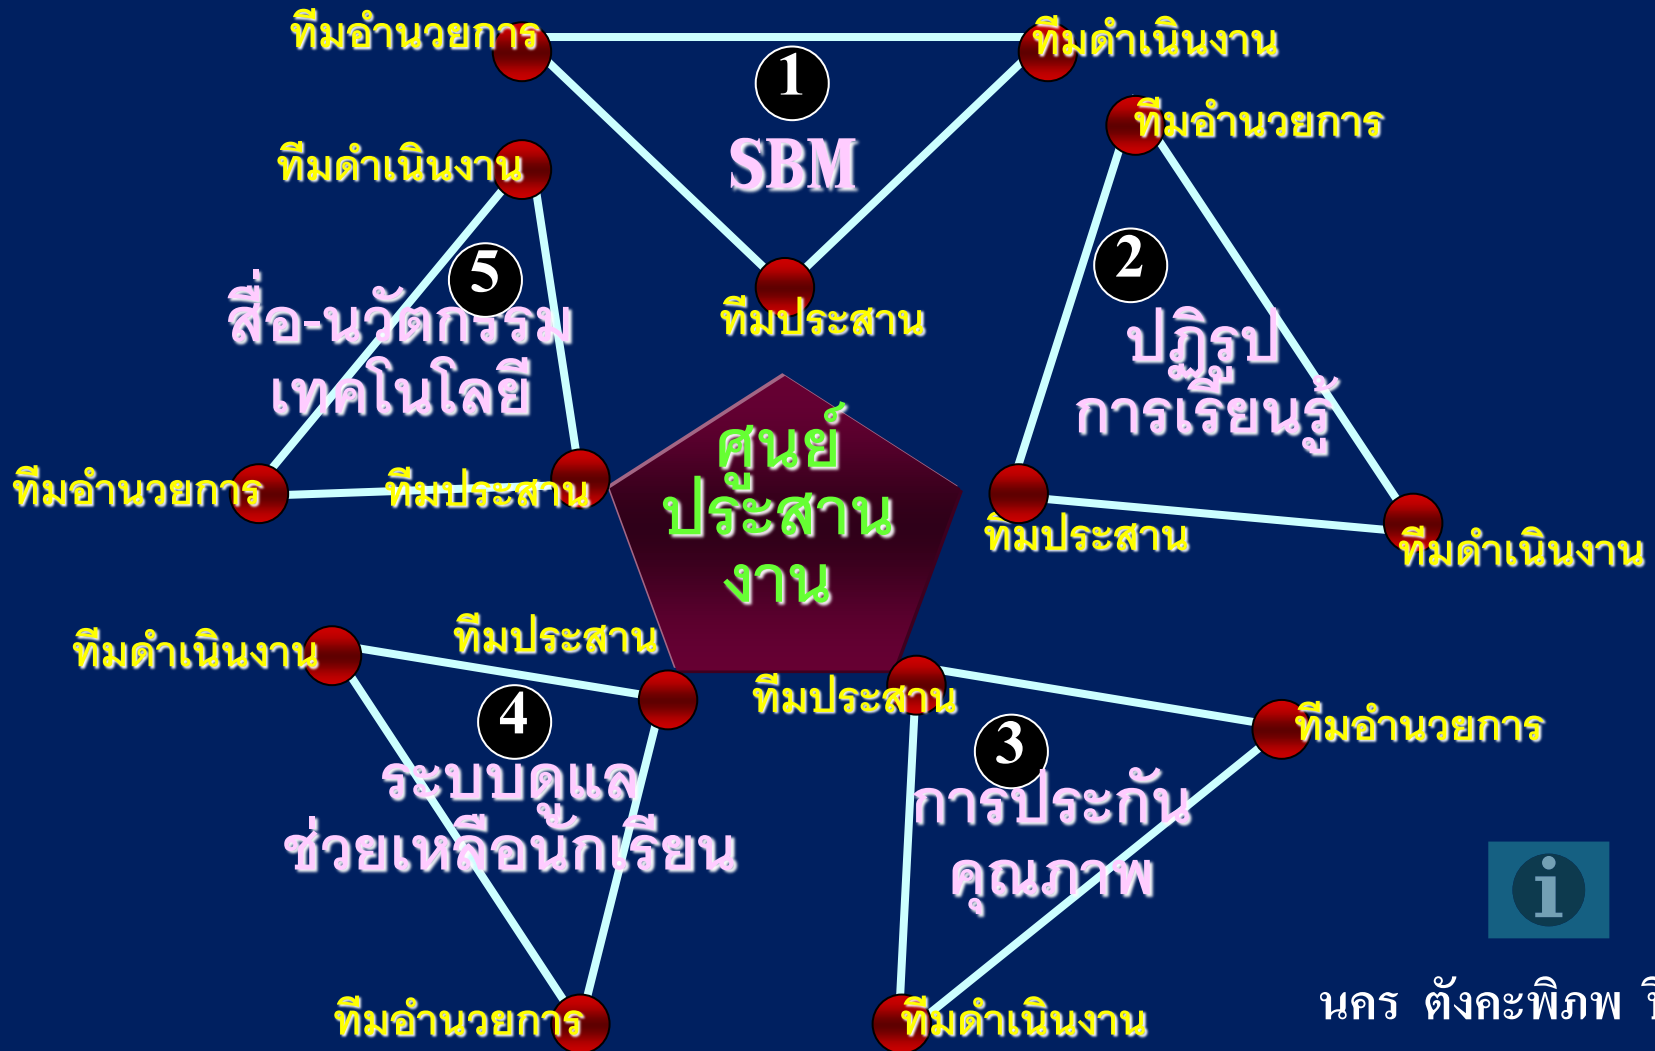 ทีมอำนวยการ
ทีมดำเนินงาน
1
SBM
ทีมประสาน
ทีมอำนวยการ
2
ปฏิรูป
การเรียนรู้
ทีมประสาน
ทีมดำเนินงาน
ทีมดำเนินงาน
5
สื่อ-นวัตกรรม
เทคโนโลยี
ทีมอำนวยการ
ทีมประสาน
ศูนย์
ประสาน
งาน
ทีมดำเนินงาน
ทีมประสาน
4
ระบบดูแล
ช่วยเหลือนักเรียน
ทีมอำนวยการ
ทีมประสาน
ทีมอำนวยการ
3
การประกัน
คุณภาพ
ทีมดำเนินงาน
i
นคร ตังคะพิภพ